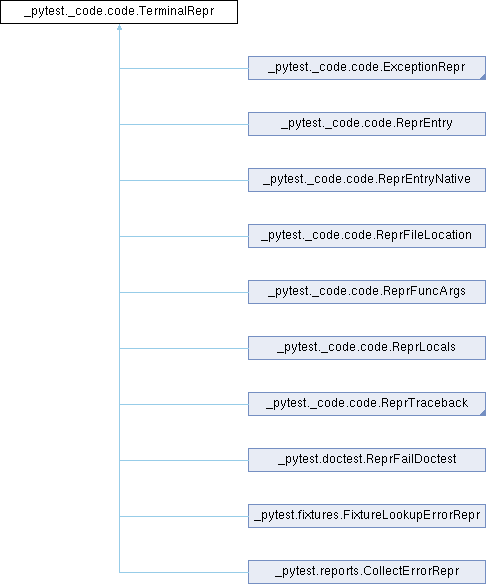 _pytest._code.code.TerminalRepr
_pytest._code.code.ExceptionRepr
_pytest._code.code.ReprEntry
_pytest._code.code.ReprEntryNative
_pytest._code.code.ReprFileLocation
_pytest._code.code.ReprFuncArgs
_pytest._code.code.ReprLocals
_pytest._code.code.ReprTraceback
_pytest.doctest.ReprFailDoctest
_pytest.fixtures.FixtureLookupErrorRepr
_pytest.reports.CollectErrorRepr